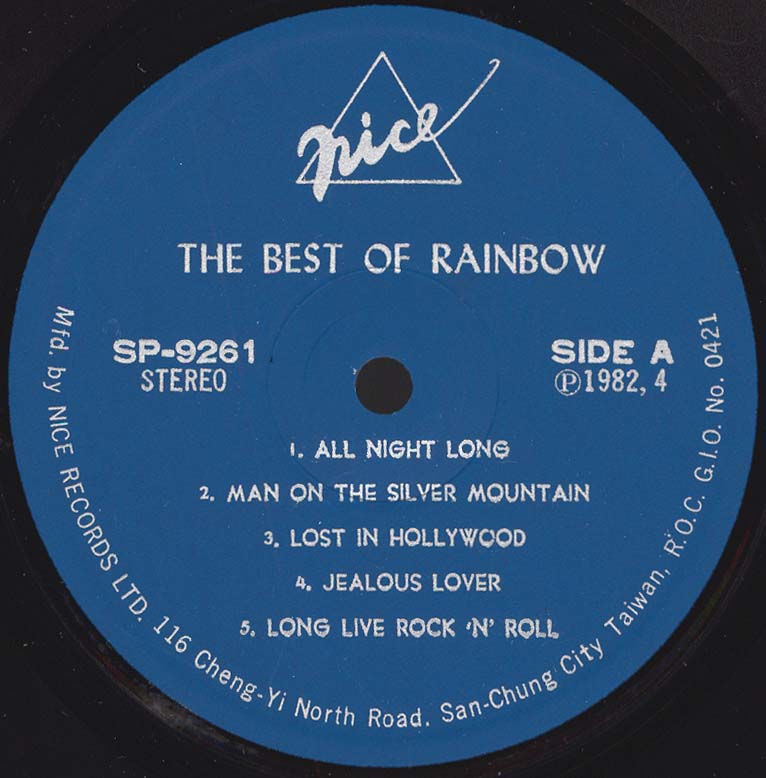 nice
THE BEST OF RAINBOW
SP-9261
STEREO
SIDE A
Ⓟ1982, 4
1. ALL NIGHT LONG
2. MAN ON THE SILVER MOUNTAIN
3. LOST IN HOLLYWOOD
4. JEALOUS LOVER
5. LONG LIVE ROCK 'N' ROLL
Mfd. by NICE RECORDS LTD. 116 Cheng-Yi North Road. San-Chung City Taiwan, R.O.C. G.I.O. No. 0421